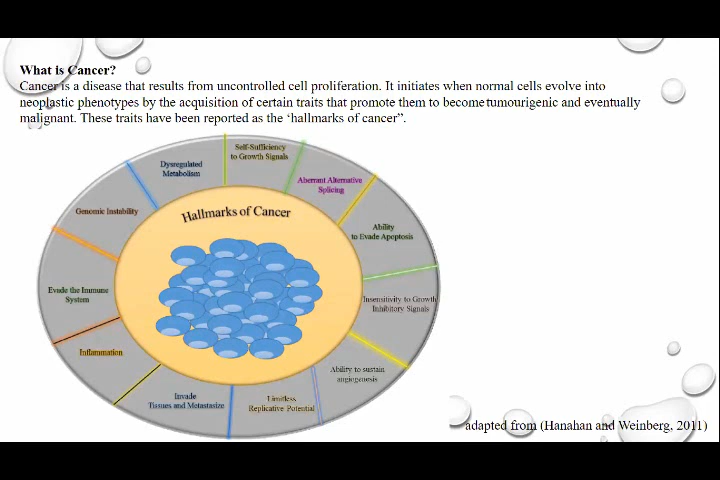 What is Cancer?
Cancer is a disease that results from uncontrolled cell proliferation. It initiates when normal cells evolve into
neoplastic phenotypes by the acquisition of certain traits that promote them to become tumourigenic and eventually
malignant. These traits have been reported as the ‘hallmarks of cancer”.
Self-Sufficiency
to Growth Signals
Aberrant Alternative
Splicing
Ability
to Evade Apoptosis
Insensitivity to Growth
Inhibitory Signals
Ability to sustain
angiogenesis
Limitless
Replicative Potential
Invade
Tissues and Metastasize
Inflammation
Evade the Immune
System
Genomic Instability
Dysregulated
Metabolism
Hallmarks of Cancer
adapted from (Hanahan and Weinberg, 2011)